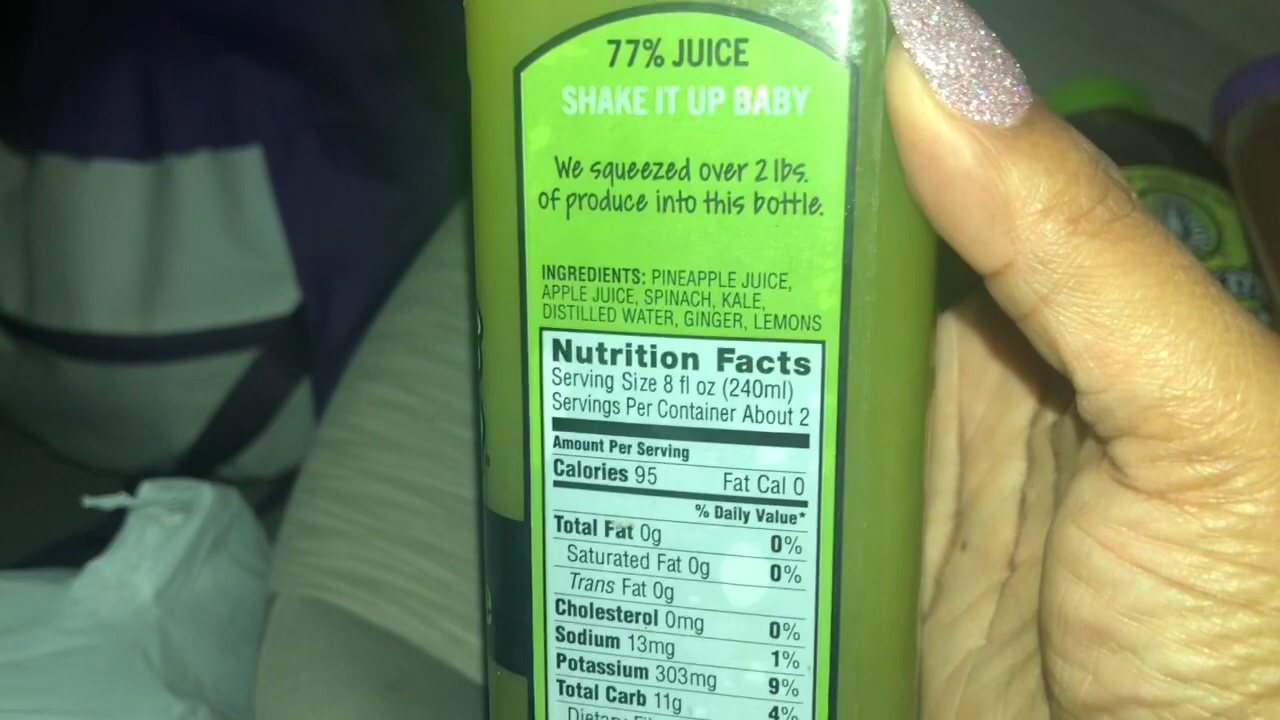 77% JUICE
SHAKE IT UP BABY
We squeezed over 2 lbs.
of produce into this bottle.
INGREDIENTS: PINEAPPLE JUICE,
APPLE JUICE, SPINACH, KALE,
DISTILLED WATER, GINGER, LEMONS
Nutrition Facts
Serving Size 8 fl oz (240ml)
Servings Per Container About 2
Amount Per Serving
Calories 95 Fat Cal 0
% Daily Value*
Total Fat 0g 0%
Saturated Fat 0g 0%
Trans Fat 0g
Cholesterol 0mg 0%
Sodium 13mg 1%
Potassium 303mg 9%
Total Carb 11g 4%